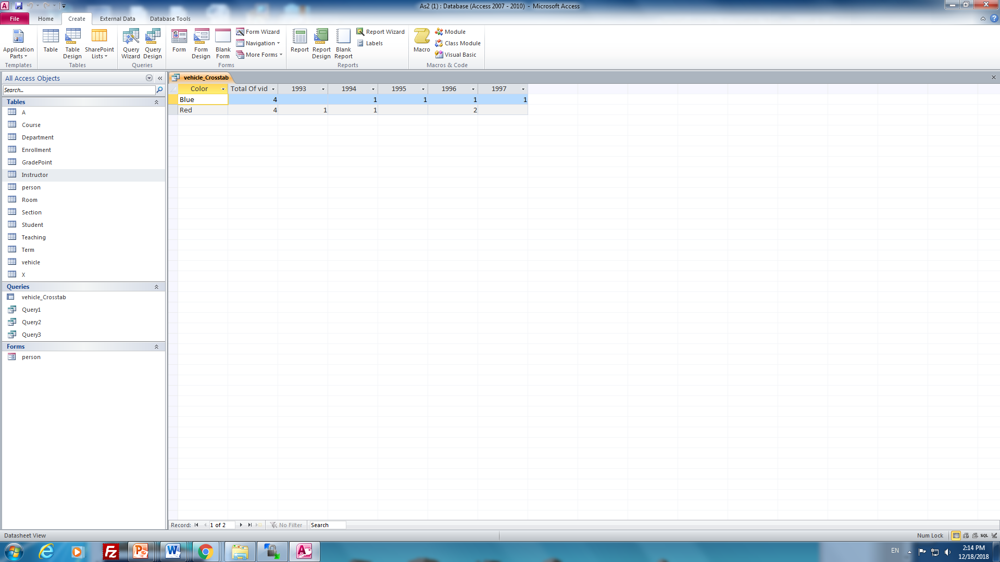 As2 (1) : Database (Access 2007 - 2010) - Microsoft Access
File Home Create External Data Database Tools
Application Parts
Templates
Table
Table Design
SharePoint Lists
Tables
Query Wizard
Query Design
Queries
Form
Form Design
Blank Form
Form Wizard
Navigation
More Forms
Forms
Report
Report Design
Blank Report
Report Wizard
Labels
Reports
Macro
Module
Class Module
Visual Basic
Macros & Code
All Access Objects
Search...
Tables
A
Course
Department
Enrollment
GradePoint
Instructor
person
Room
Section
Student
Teaching
Term
vehicle
X
Queries
vehicle_Crosstab
Query1
Query2
Query3
Forms
person
vehicle_Crosstab
Color Total Of vid 1993 1994 1995 1996 1997
Blue 4 1 1 1 1
Red 4 1 1 2
Record: 1 of 2 No Filter Search
Datasheet View
Num Lock SQL
EN
2:14 PM
12/18/2018